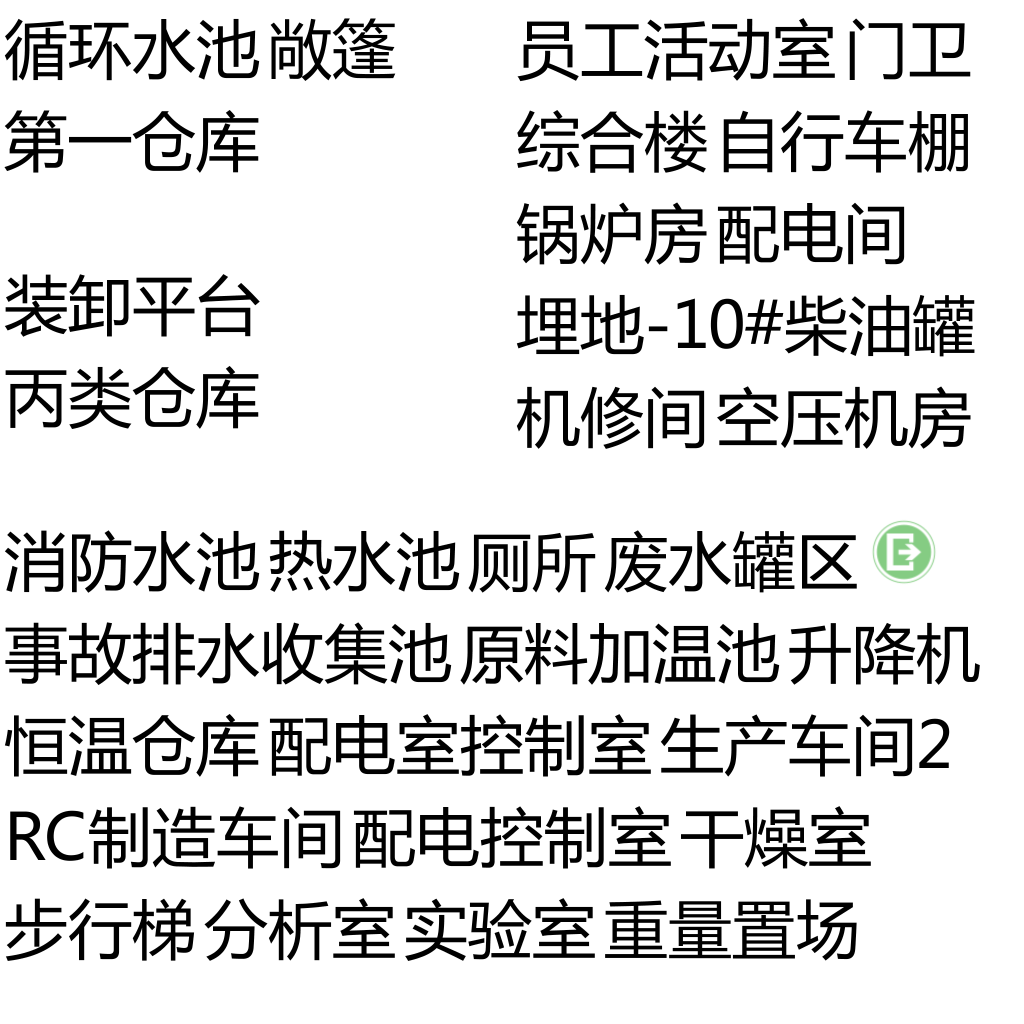 循环水池 敞篷
第一仓库
装卸平台
丙类仓库
员工活动室 门卫
综合楼 自行车棚
锅炉房 配电间
埋地-10#柴油罐
机修间 空压机房
消防水池 热水池 厕所 废水罐区
事故排水收集池 原料加温池 升降机
恒温仓库 配电室控制室 生产车间2
RC制造车间 配电控制室 干燥室
步行梯 分析室 实验室 重量置场